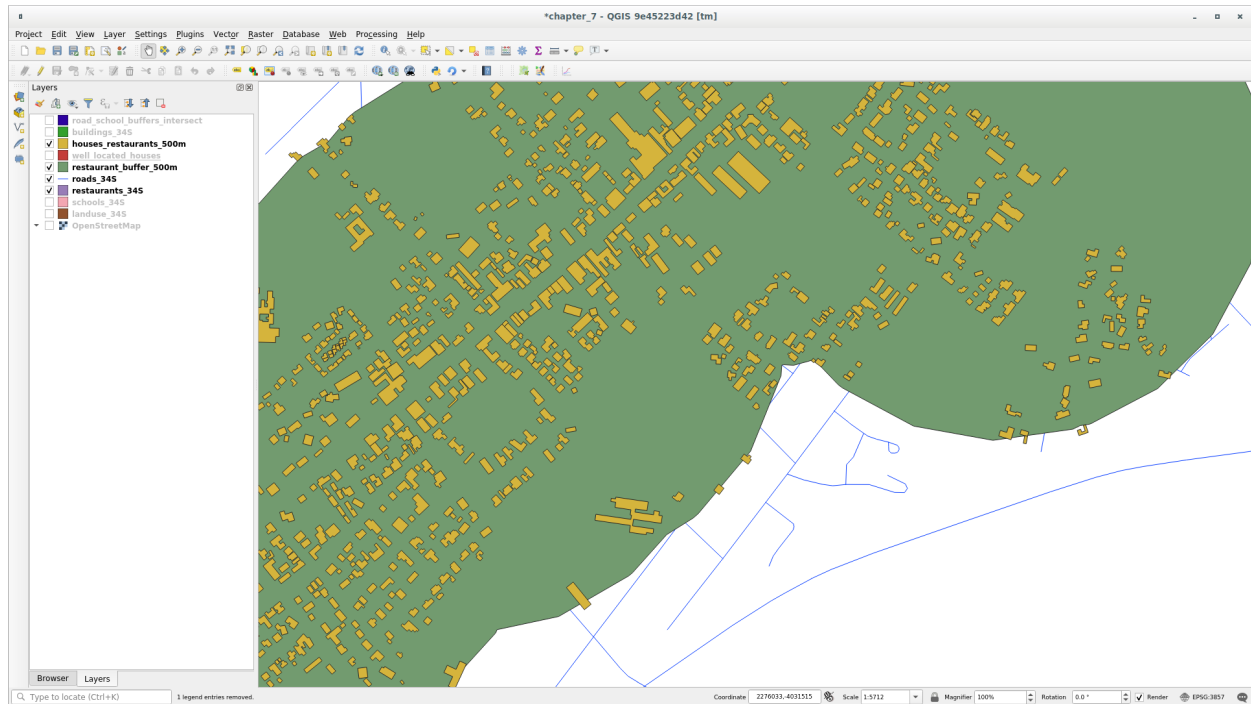 *chapter_7 - QGIS 9e45223d42 [tm]
Project Edit View Layer Settings Plugins Vector Raster Database Web Processing Help
Layers
road_school_buffers_intersect
buildings_34S
houses_restaurants_500m
well_located_houses
restaurant_buffer_500m
roads_34S
restaurants_34S
schools_34S
landuse_34S
OpenStreetMap
Browser Layers
Type to locate (Ctrl+K) 1 legend entries removed. Coordinate 2276033,-4031515 Scale 1:5712 Magnifier 100% Rotation 0.0 ° Render EPSG:3857